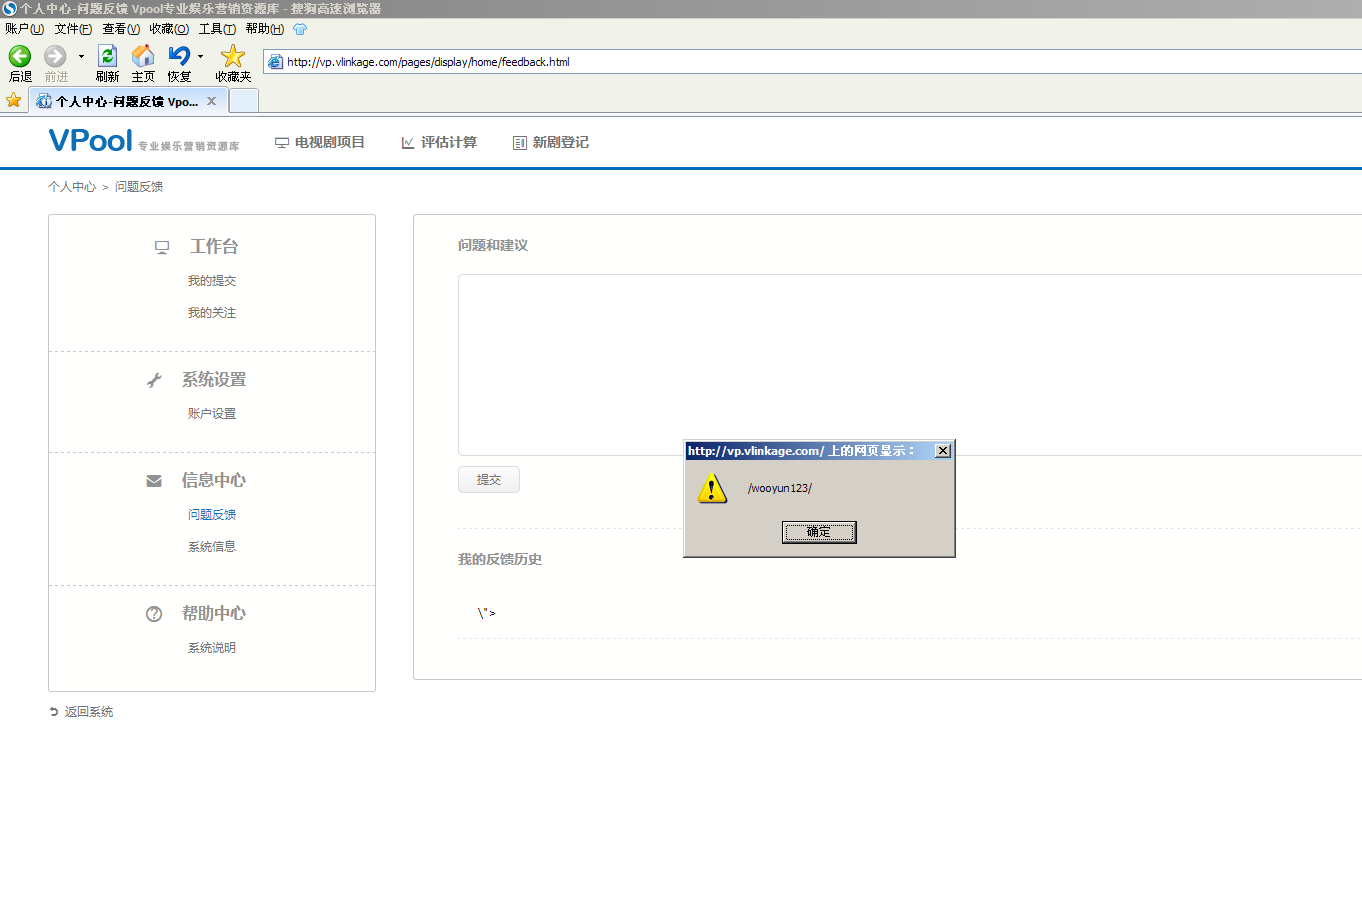 个人中心-问题反馈 Vpool专业娱乐营销资源库 - 搜狗高速浏览器
账户(U) 文件(F) 查看(V) 收藏(O) 工具(T) 帮助(H)
后退 前进 刷新 主页 恢复 收藏夹
http://vp.vlinkage.com/pages/display/home/feedback.html
个人中心-问题反馈 Vpo... x
VPool 专业娱乐营销资源库 电视剧项目 评估计算 新剧登记
个人中心 > 问题反馈
工作台
我的提交
我的关注
系统设置
账户设置
信息中心
问题反馈
系统信息
帮助中心
系统说明
返回系统
问题和建议
提交
我的反馈历史
\">
http://vp.vlinkage.com/ 上的网页显示：
/wooyun123/
确定